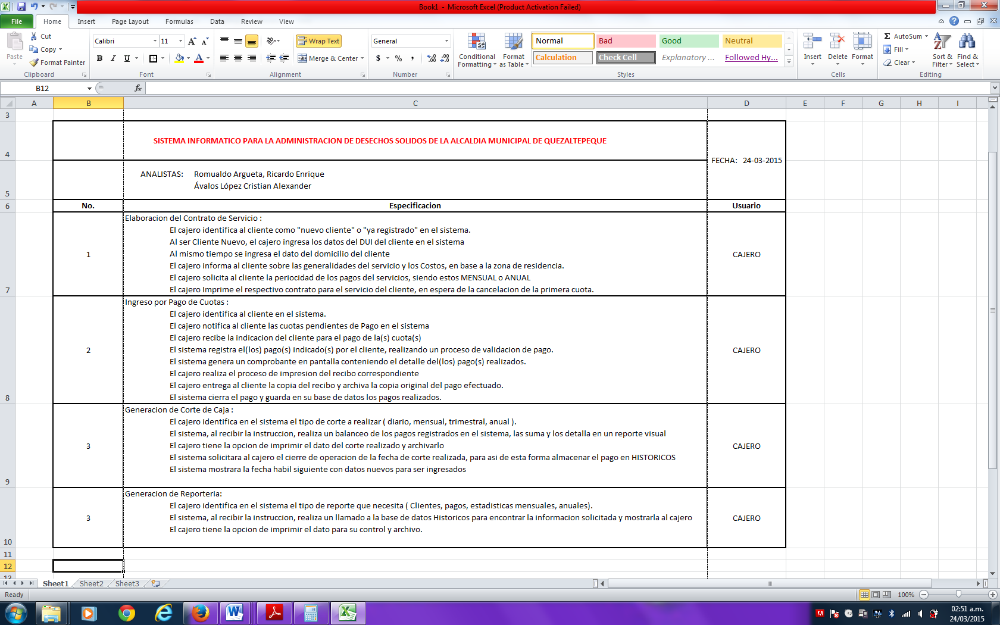 Book1 - Microsoft Excel (Product Activation Failed)
File Home Insert Page Layout Formulas Data Review View
Paste
Cut
Copy
Format Painter
Clipboard
Calibri 11
B I U
Font
Wrap Text
Merge & Center
Alignment
General
$ % ,
Number
Conditional Formatting
Format as Table
Normal Bad Good Neutral
Calculation Check Cell Explanatory ... Followed Hy...
Styles
Insert Delete Format
Cells
Σ AutoSum
Fill
Clear
Sort & Filter
Find & Select
Editing
B12 fx
A B C D E F G H I
3
4
SISTEMA INFORMATICO PARA LA ADMINISTRACION DE DESECHOS SOLIDOS DE LA ALCALDIA MUNICIPAL DE QUEZALTEPEQUE
FECHA: 24-03-2015
5
ANALISTAS: Romualdo Argueta, Ricardo Enrique
Ávalos López Cristian Alexander
6 No. Especificacion Usuario
7
1
Elaboracion del Contrato de Servicio :
El cajero identifica al cliente como "nuevo cliente" o "ya registrado" en el sistema.
Al ser Cliente Nuevo, el cajero ingresa los datos del DUI del cliente en el sistema
Al mismo tiempo se ingresa el dato del domicilio del cliente
El cajero informa al cliente sobre las generalidades del servicio y los Costos, en base a la zona de residencia.
El cajero solicita al cliente la periocidad de los pagos del servicios, siendo estos MENSUAL o ANUAL
El cajero Imprime el respectivo contrato para el servicio del cliente, en espera de la cancelacion de la primera cuota.
CAJERO
8
2
Ingreso por Pago de Cuotas :
El cajero identifica al cliente en el sistema.
El cajero notifica al cliente las cuotas pendientes de Pago en el sistema
El cajero recibe la indicacion del cliente para el pago de la(s) cuota(s)
El sistema registra el(los) pago(s) indicado(s) por el cliente, realizando un proceso de validacion de pago.
El sistema genera un comprobante en pantalla conteniendo el detalle del(los) pago(s) realizados.
El cajero realiza el proceso de impresion del recibo correspondiente
El cajero entrega al cliente la copia del recibo y archiva la copia original del pago efectuado.
El sistema cierra el pago y guarda en su base de datos los pagos realizados.
CAJERO
9
3
Generacion de Corte de Caja :
El cajero identifica en el sistema el tipo de corte a realizar ( diario, mensual, trimestral, anual ).
El sistema, al recibir la instruccion, realiza un balanceo de los pagos registrados en el sistema, las suma y los detalla en un reporte visual
El cajero tiene la opcion de imprimir el dato del corte realizado y archivarlo
El sistema solicitara al cajero el cierre de operacion de la fecha de corte realizada, para asi de esta forma almacenar el pago en HISTORICOS
El sistema mostrara la fecha habil siguiente con datos nuevos para ser ingresados
CAJERO
10
3
Generacion de Reporteria:
El cajero identifica en el sistema el tipo de reporte que necesita ( Clientes, pagos, estadisticas mensuales, anuales).
El sistema, al recibir la instruccion, realiza un llamado a la base de datos Historicos para encontrar la informacion solicitada y mostrarla al cajero
El cajero tiene la opcion de imprimir el dato para su control y archivo.
CAJERO
11
12
13
Sheet1 Sheet2 Sheet3
Ready 100%
02:51 a.m.
24/03/2015